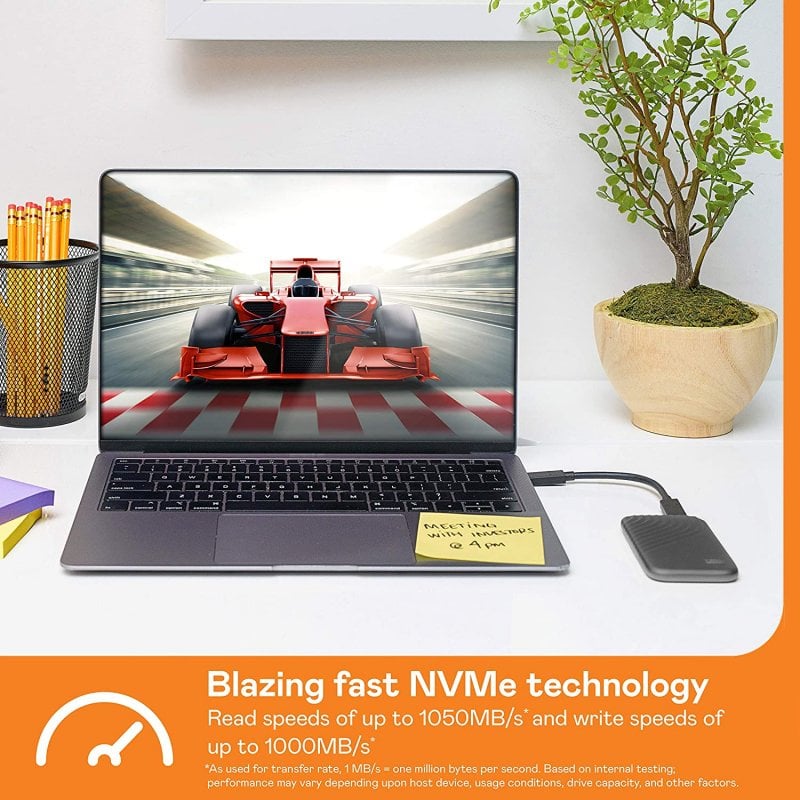 MEETING
WITH INVESTORS
@ 4 pm
Blazing fast NVMe technology
Read speeds of up to 1050MB/s* and write speeds of
up to 1000MB/s*
*As used for transfer rate, 1 MB/s = one million bytes per second. Based on internal testing;
performance may vary depending upon host device, usage conditions, drive capacity, and other factors.